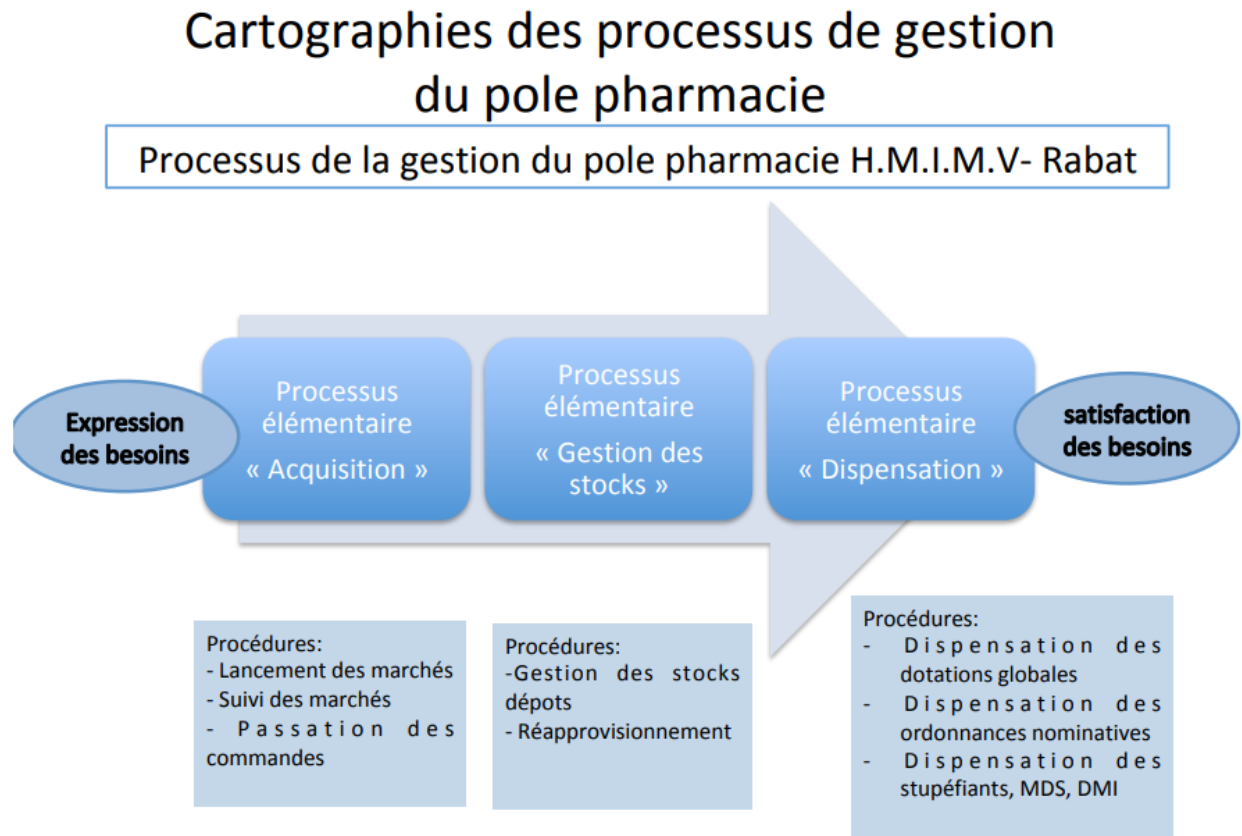 Cartographies des processus de gestion
du pole pharmacie
Processus de la gestion du pole pharmacie H.M.I.M.V- Rabat
Expression
des besoins
Processus
élémentaire
« Acquisition »
Processus
élémentaire
« Gestion des
stocks »
Processus
élémentaire
« Dispensation »
satisfaction
des besoins
Procédures:
- Lancement des marchés
- Suivi des marchés
- Passation des
commandes
Procédures:
-Gestion des stocks
dépots
- Réapprovisionnement
Procédures:
- Dispensation des
dotations globales
- Dispensation des
ordonnances nominatives
- Dispensation des
stupéfiants, MDS, DMI